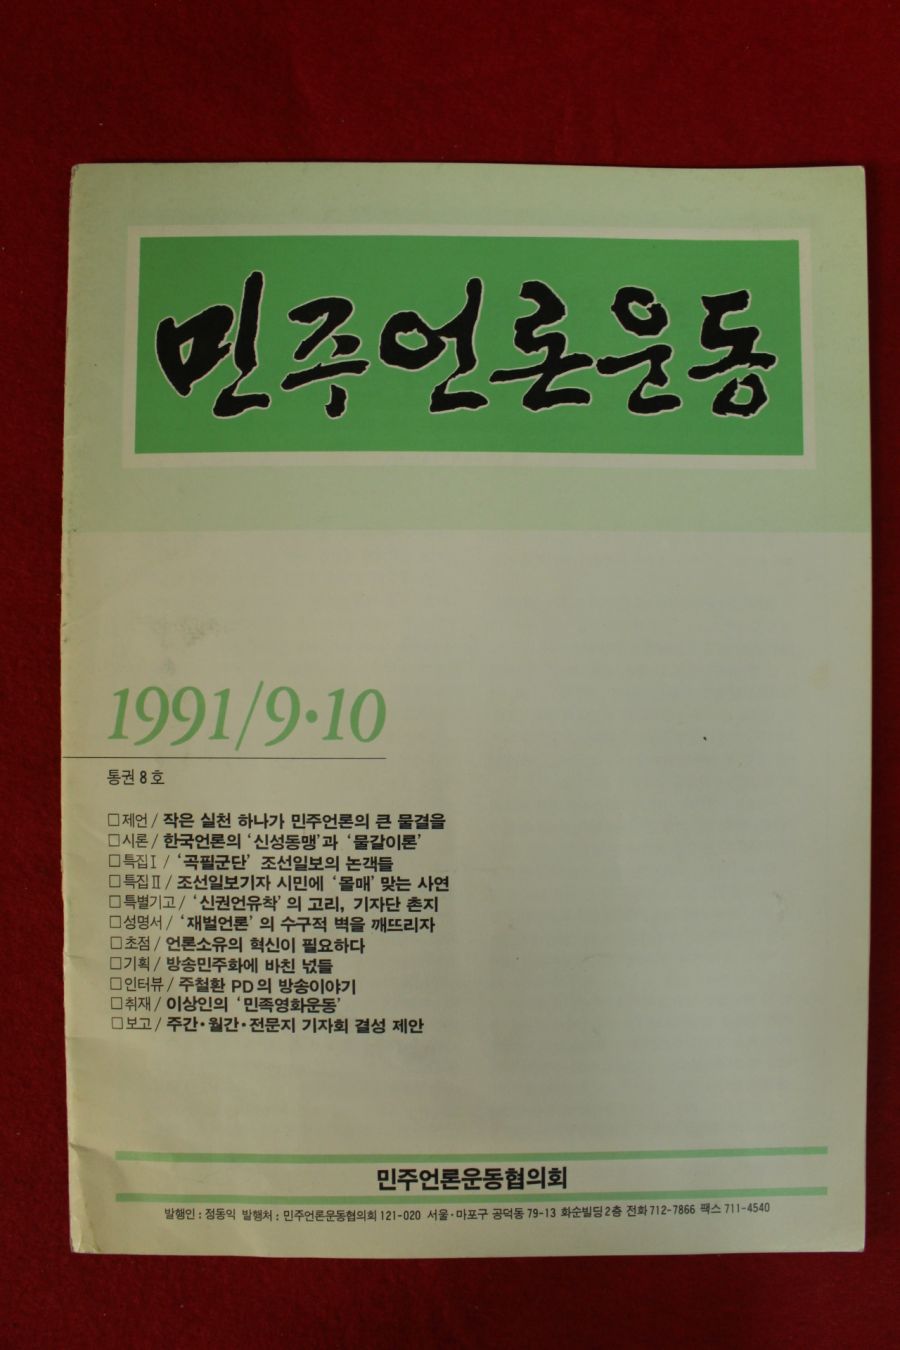 민주언론운동
1991/9·10
통권 8 호
□제언/ 작은 실천 하나가 민주언론의 큰 물결을
□시론/ 한국언론의 '신성동맹'과 '물갈이론'
□특집Ⅰ/ '곡필군단' 조선일보의 논객들
□특집Ⅱ/ 조선일보기자 시민에 '몰매' 맞는 사연
□특별기고/ '신권언유착'의 고리, 기자단 촌지
□성명서/ '재벌언론'의 수구적 벽을 깨뜨리자
□초점/ 언론소유의 혁신이 필요하다
□기획/ 방송민주화에 바친 넋들
□인터뷰/ 주철환 PD의 방송이야기
□취재/ 이상인의 '민족영화운동'
□보고/ 주간·월간·전문지 기자회 결성 제안
민주언론운동협의회
발행인 : 정동익 발행처 : 민주언론운동협의회 121-020 서울·마포구 공덕동 79-13 화순빌딩 2층 전화 712-7866 팩스 711-4540